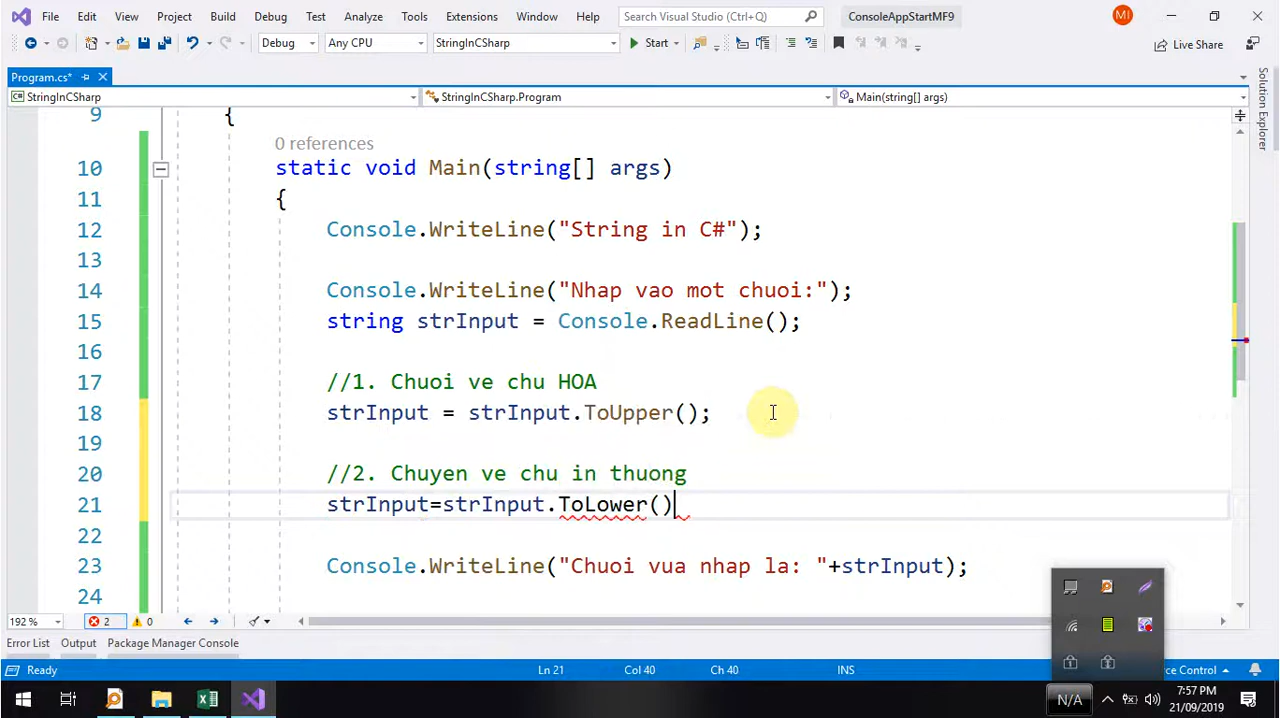 File Edit View Project Build Debug Test Analyze Tools Extensions Window Help Search Visual Studio (Ctrl+Q) ConsoleAppStartMF9 MI
Debug Any CPU StringInCSharp Start Live Share
Program.cs*
StringInCSharp StringInCSharp.Program Main(string[] args)
Solution Explorer
9 {
0 references
10 static void Main(string[] args)
11 {
12 Console.WriteLine("String in C#");
13
14 Console.WriteLine("Nhap vao mot chuoi:");
15 string strInput = Console.ReadLine();
16
17 //1. Chuoi ve chu HOA
18 strInput = strInput.ToUpper();
19
20 //2. Chuyen ve chu in thuong
21 strInput=strInput.ToLower()
22
23 Console.WriteLine("Chuoi vua nhap la: "+strInput);
24
192 % 2 0
Error List Output Package Manager Console
Ready Ln 21 Col 40 Ch 40 INS ce Control
N/A 7:57 PM
21/09/2019